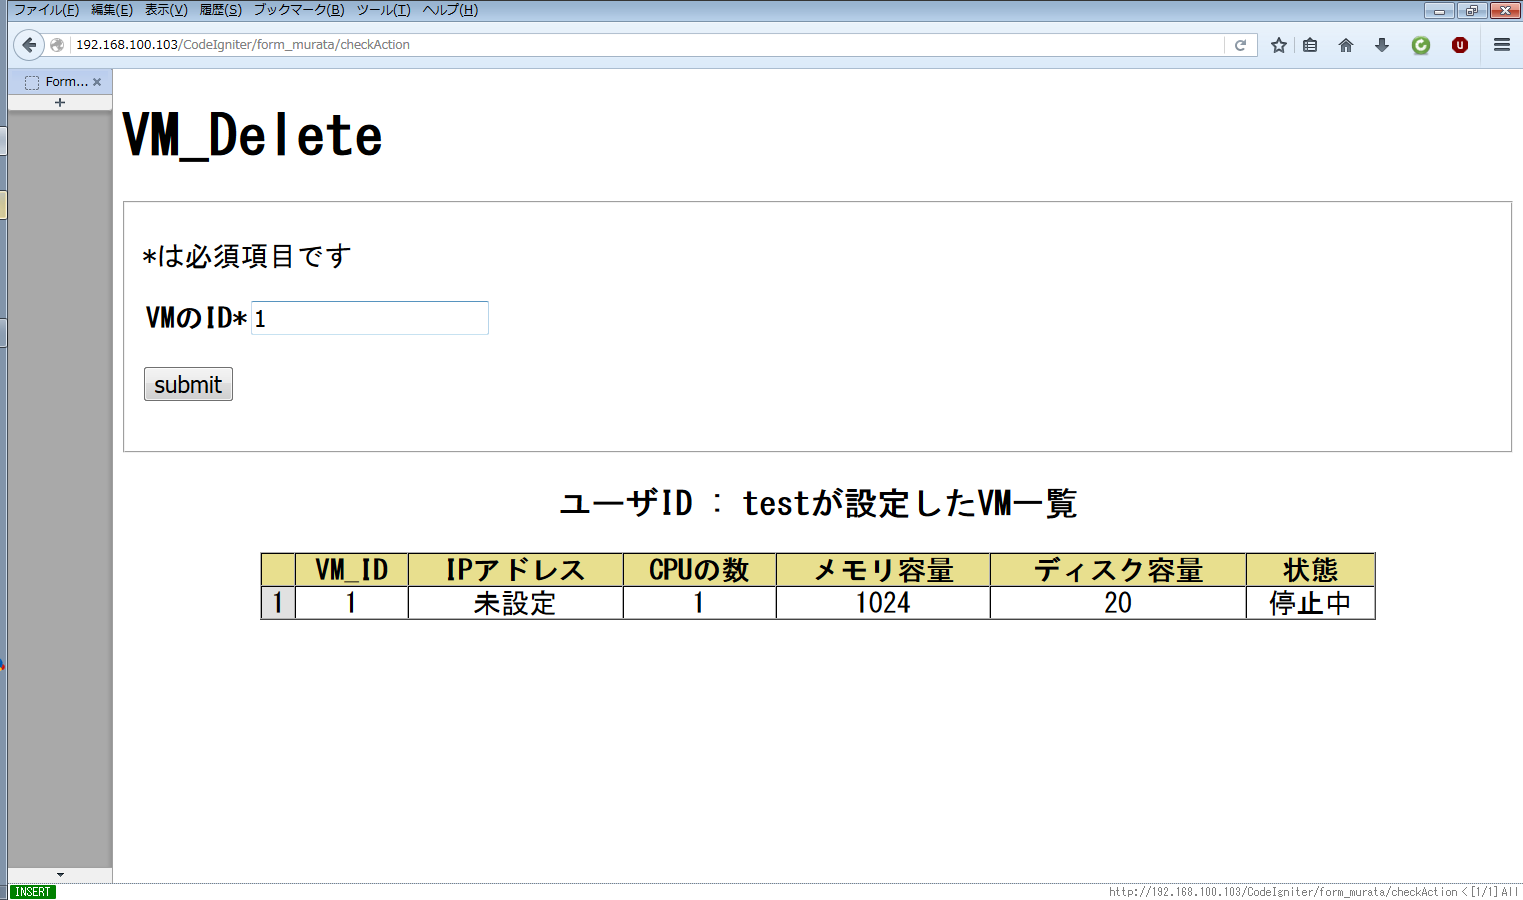 ファイル(F) 編集(E) 表示(V) 履歴(S) ブックマーク(B) ツール(T) ヘルプ(H)
192.168.100.103/CodeIgniter/form_murata/checkAction
Form...
VM_Delete
*は必須項目です
VMのID* 1
submit
ユーザID : testが設定したVM一覧
VM_ID IPアドレス CPUの数 メモリ容量 ディスク容量 状態
1 1 未設定 1 1024 20 停止中
INSERT
http://192.168.100.103/CodeIgniter/form_murata/checkAction < [1/1] All